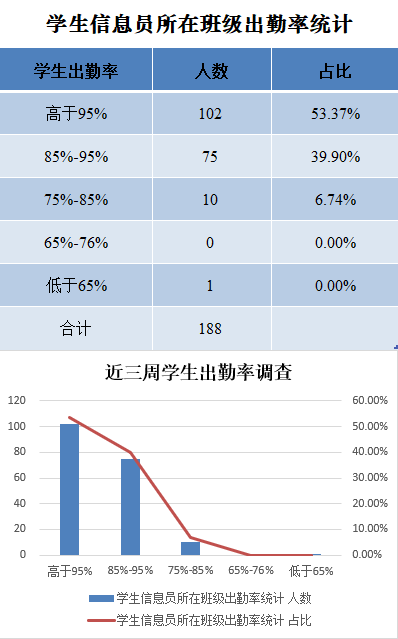 学生信息员所在班级出勤率统计
学生出勤率 人数 占比
高于95% 102 53.37%
85%-95% 75 39.90%
75%-85% 10 6.74%
65%-76% 0 0.00%
低于65% 1 0.00%
合计 188
近三周学生出勤率调查
120 60.00%
100 50.00%
80 40.00%
60 30.00%
40 20.00%
20 10.00%
0 0.00%
高于95% 85%-95% 75%-85% 65%-76% 低于65%
学生信息员所在班级出勤率统计 人数
学生信息员所在班级出勤率统计 占比